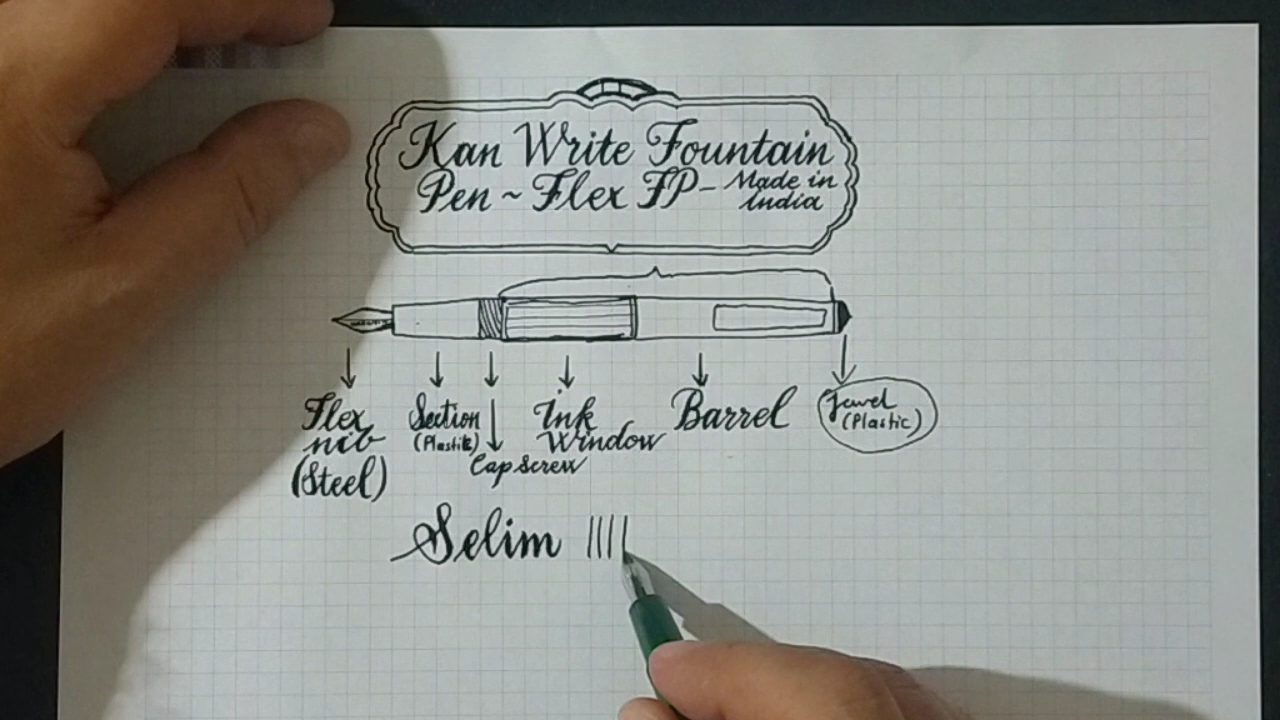 Kan Write Fountain
Pen ~ Flex FP - Made in
India
Flex
nib
(Steel)
Section
(Plastik)
Cap screw
Ink
Window
Barrel
Jewel
(Plastic)
Selim